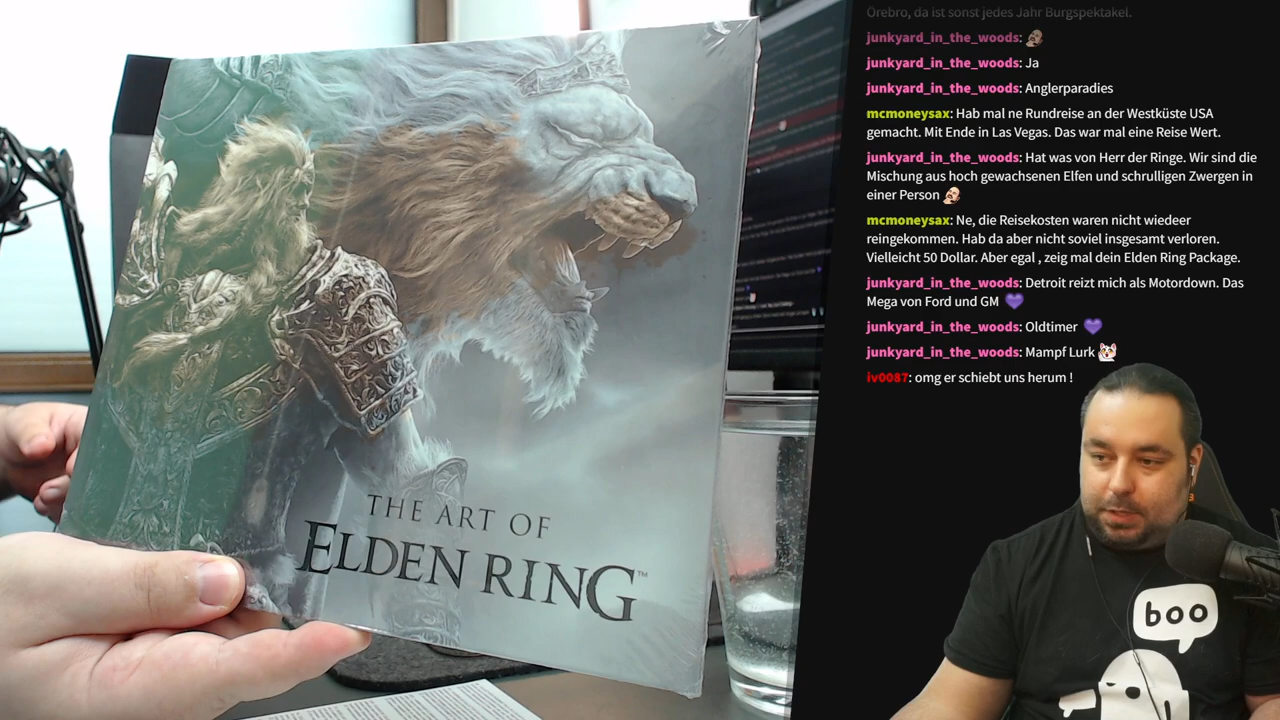 THE ART OF
ELDEN RING™
Örebro, da ist sonst jedes Jahr Burgspektakel.
junkyard_in_the_woods:
junkyard_in_the_woods: Ja
junkyard_in_the_woods: Anglerparadies
mcmoneysax: Hab mal ne Rundreise an der Westküste USA
gemacht. Mit Ende in Las Vegas. Das war mal eine Reise Wert.
junkyard_in_the_woods: Hat was von Herr der Ringe. Wir sind die
Mischung aus hoch gewachsenen Elfen und schrulligen Zwergen in
einer Person
mcmoneysax: Ne, die Reisekosten waren nicht wiedeer
reingekommen. Hab da aber nicht soviel insgesamt verloren.
Vielleicht 50 Dollar. Aber egal , zeig mal dein Elden Ring Package.
junkyard_in_the_woods: Detroit reizt mich als Motordown. Das
Mega von Ford und GM 💜
junkyard_in_the_woods: Oldtimer 💜
junkyard_in_the_woods: Mampf Lurk
iv0087: omg er schiebt uns herum !
boo